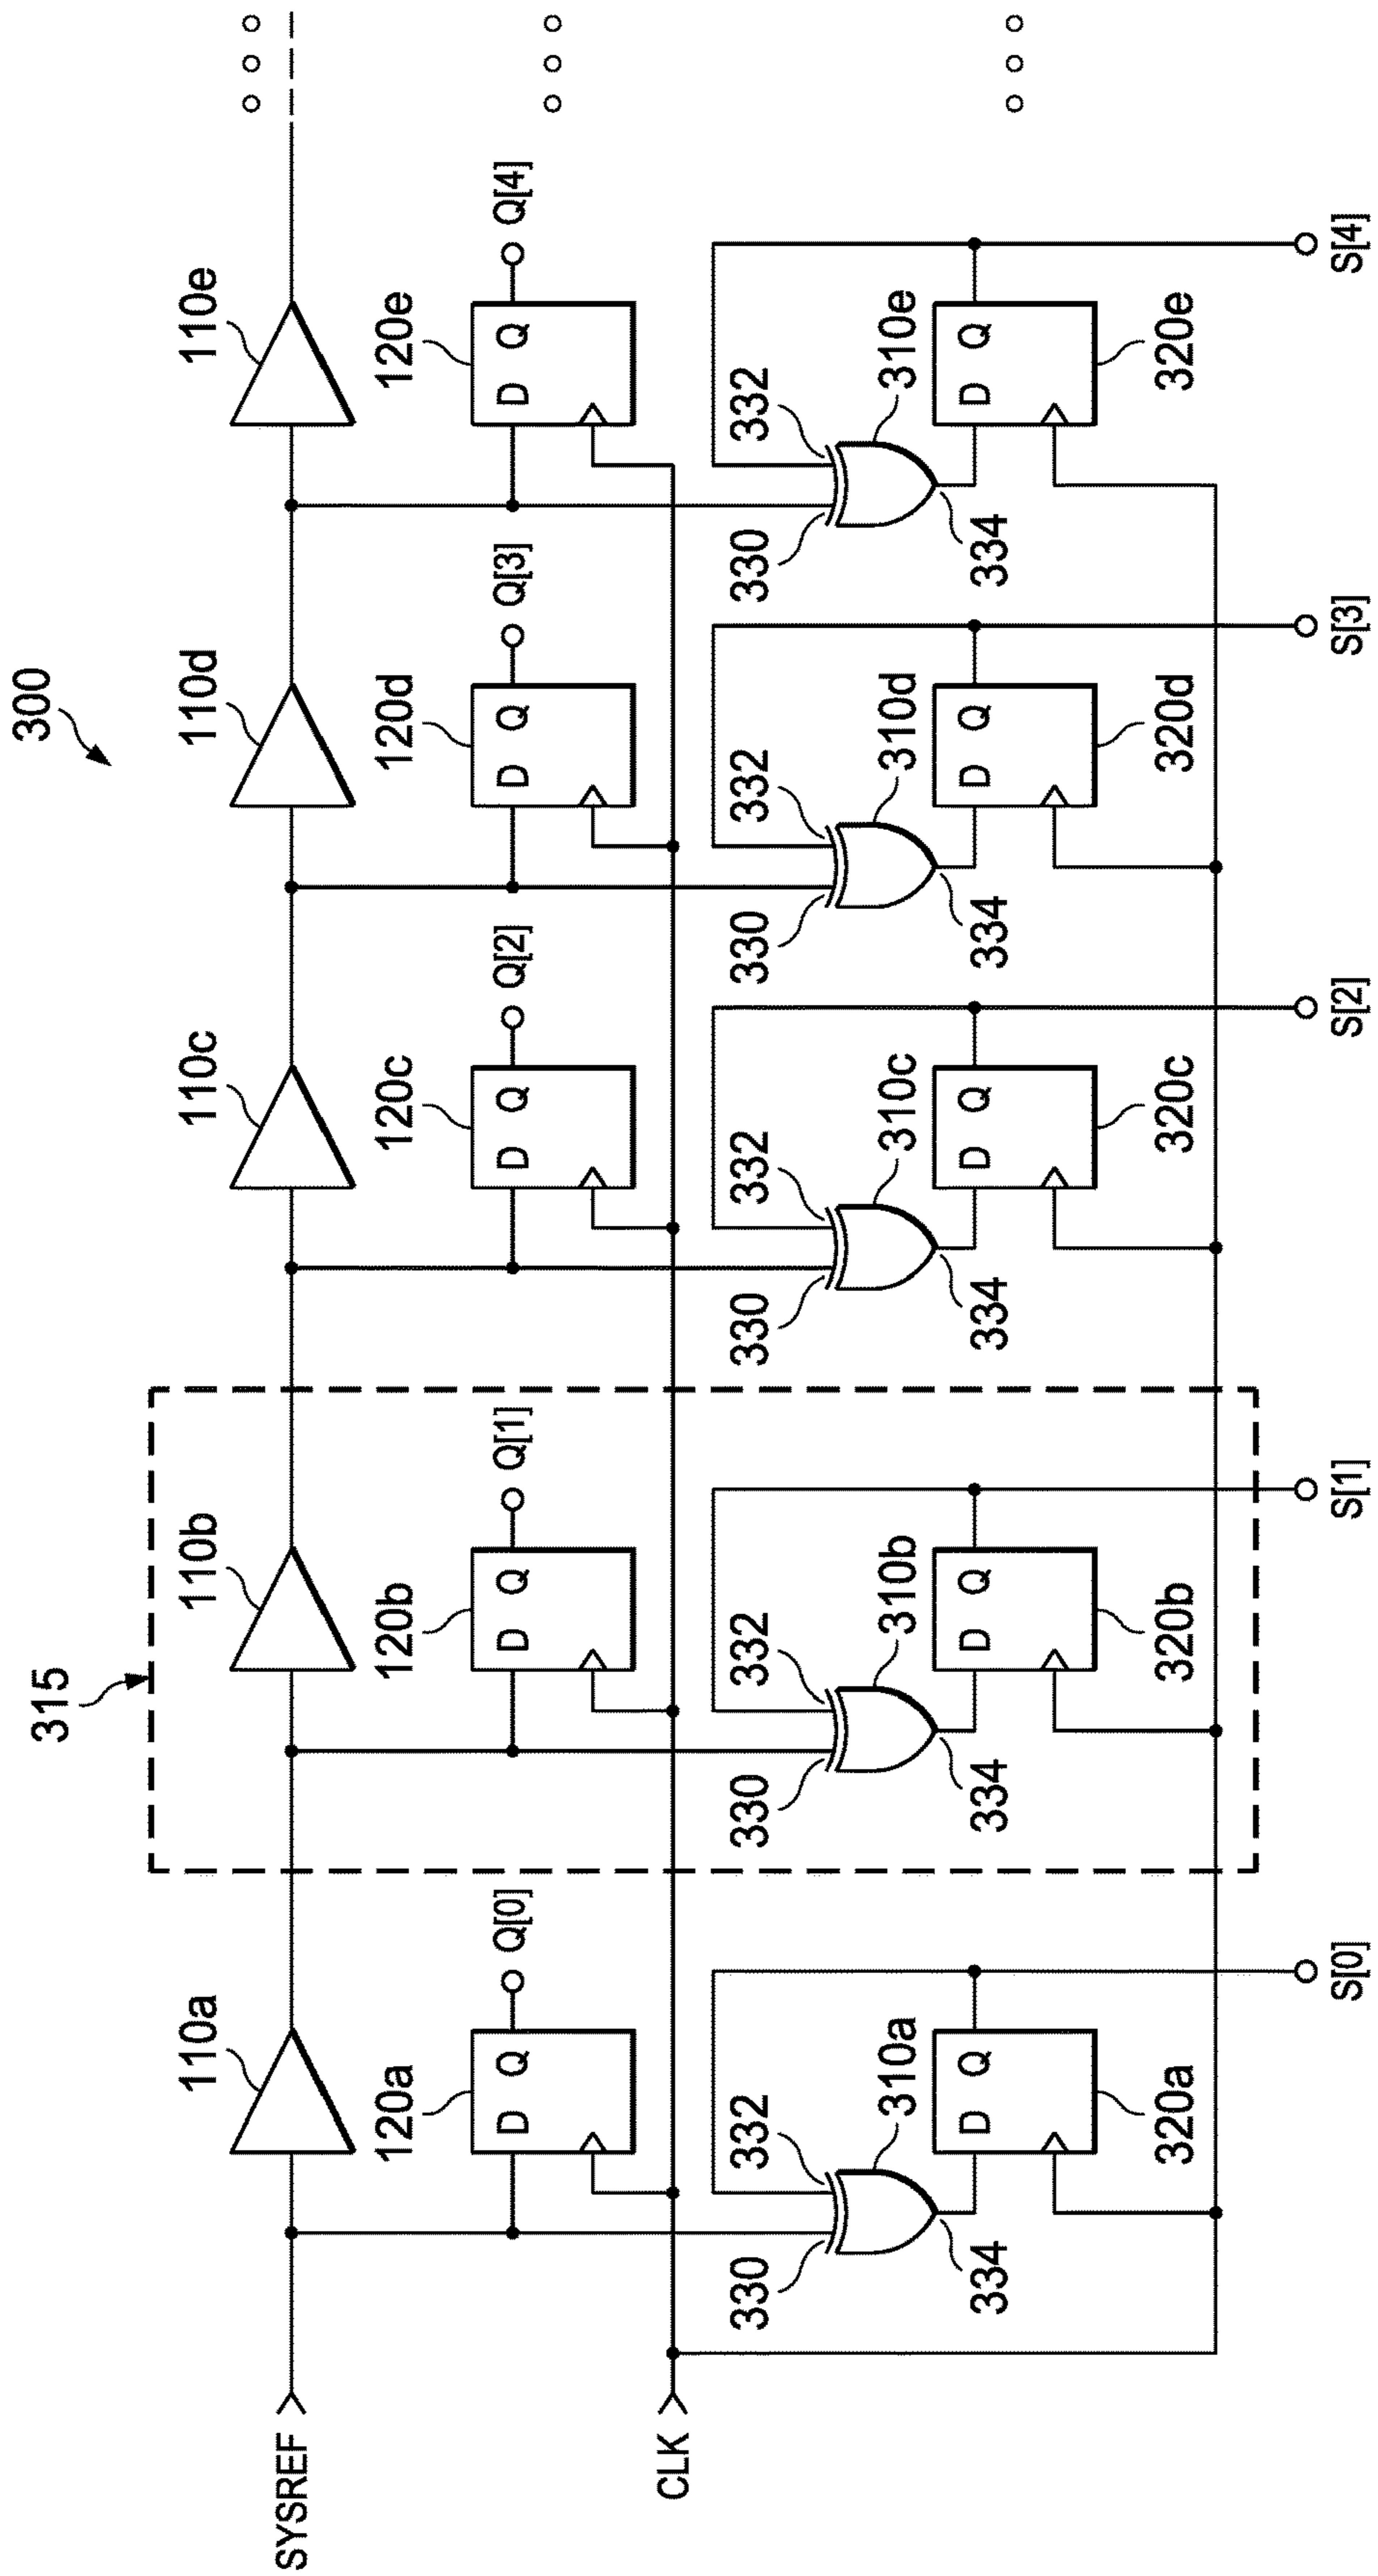 300
315
110a
110b
110c
110d
110e
SYSREF
120a
D Q
Q[0]
120b
D Q
Q[1]
120c
D Q
Q[2]
120d
D Q
Q[3]
120e
D Q
Q[4]
CLK
330
332
310a
334
D Q
320a
330
332
310b
334
D Q
320b
330
332
310c
334
D Q
320c
330
332
310d
334
D Q
320d
330
332
310e
334
D Q
320e
S[0]
S[1]
S[2]
S[3]
S[4]